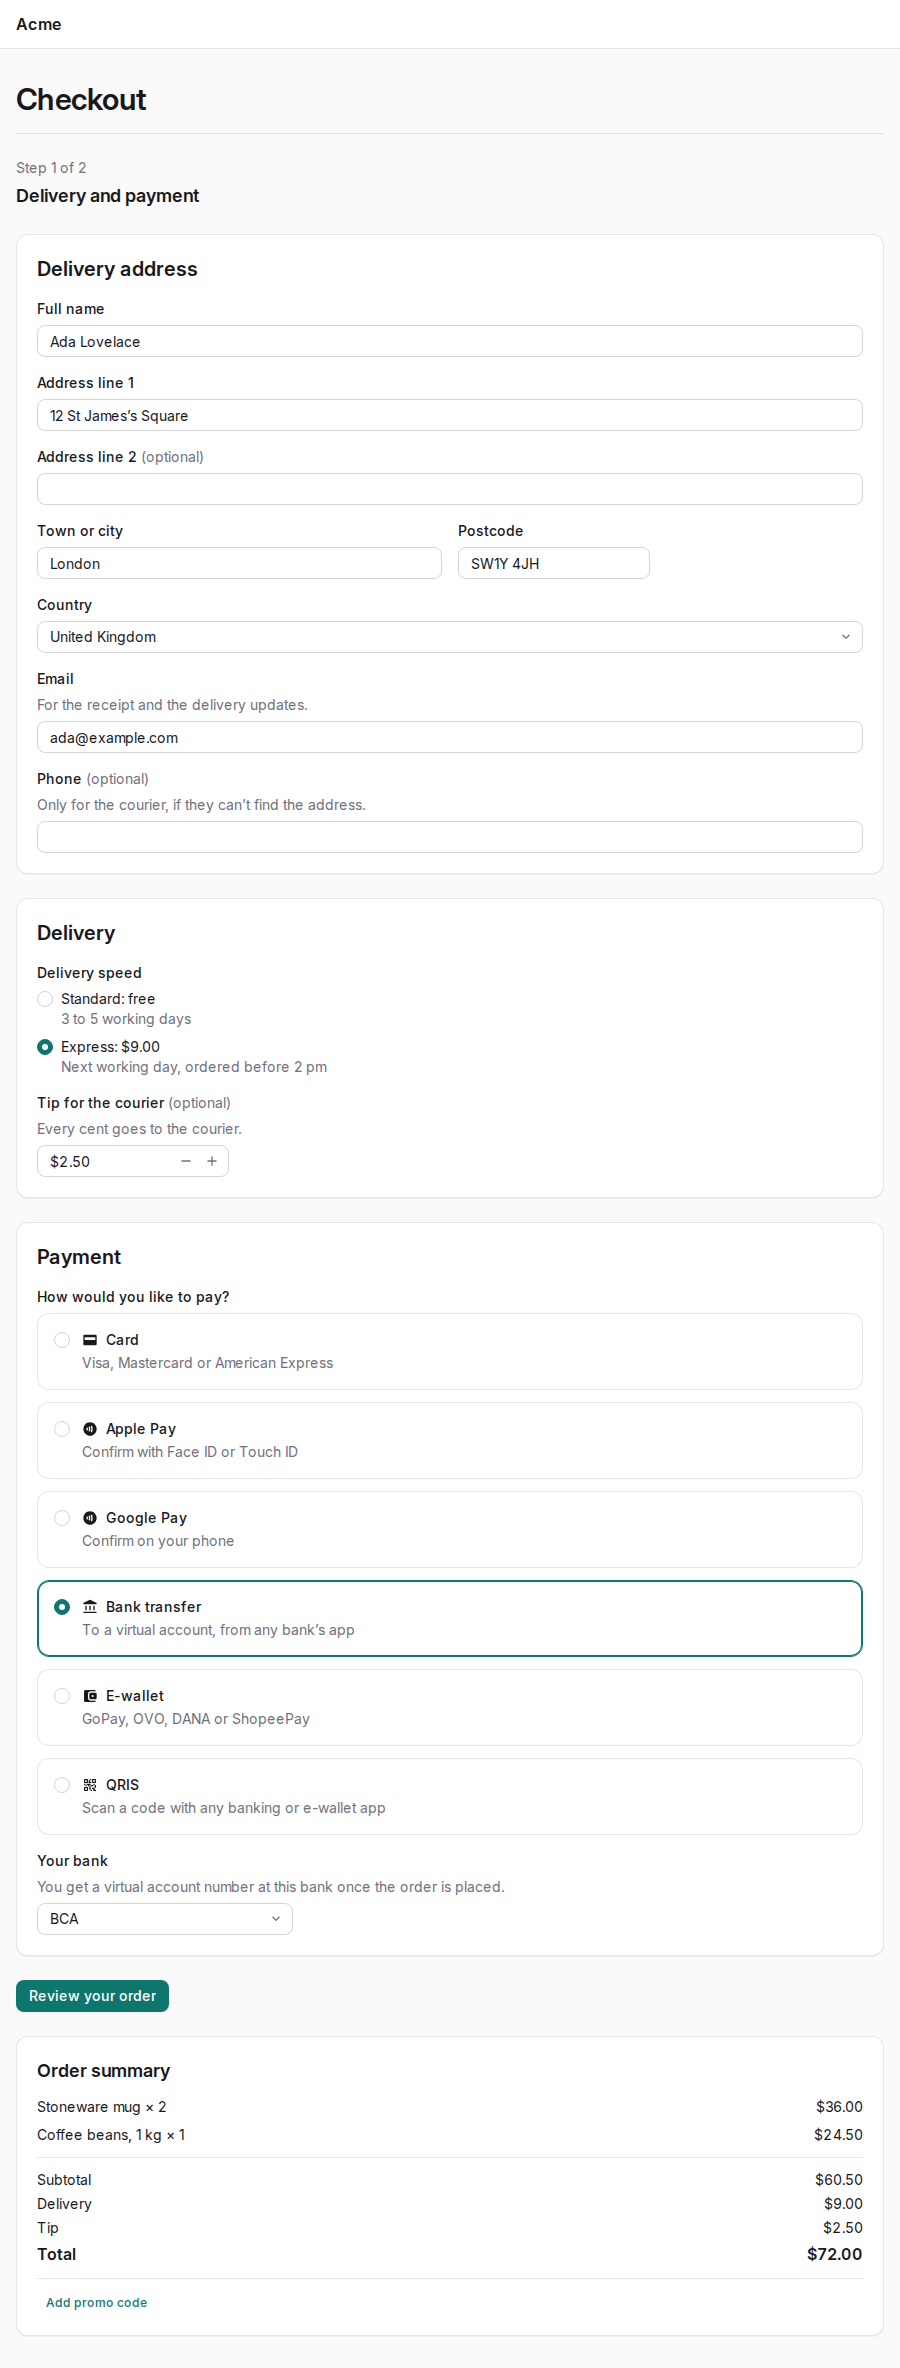 Acme
Checkout
Step 1 of 2
Delivery and payment
Delivery address
Full name
Ada Lovelace
Address line 1
12 St James’s Square
Address line 2 (optional)
Town or city
Postcode
London
SW1Y 4JH
Country
United Kingdom
Email
For the receipt and the delivery updates.
ada@example.com
Phone (optional)
Only for the courier, if they can’t find the address.
Delivery
Delivery speed
Standard: free
3 to 5 working days
Express: $9.00
Next working day, ordered before 2 pm
Tip for the courier (optional)
Every cent goes to the courier.
$2.50
Payment
How would you like to pay?
Card
Visa, Mastercard or American Express
Apple Pay
Confirm with Face ID or Touch ID
Google Pay
Confirm on your phone
Bank transfer
To a virtual account, from any bank’s app
E-wallet
GoPay, OVO, DANA or ShopeePay
QRIS
Scan a code with any banking or e-wallet app
Your bank
You get a virtual account number at this bank once the order is placed.
BCA
Review your order
Order summary
Stoneware mug × 2 $36.00
Coffee beans, 1 kg × 1 $24.50
Subtotal $60.50
Delivery $9.00
Tip $2.50
Total $72.00
Add promo code